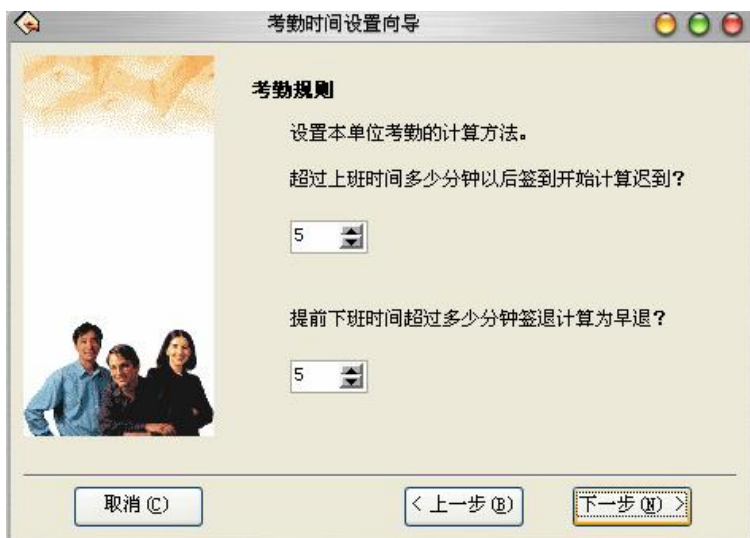 考勤时间设置向导
考勤规则
设置本单位考勤的计算方法。
超过上班时间多少分钟以后签到开始计算迟到?
5
提前下班时间超过多少分钟签退计算为早退?
5
取消(C)
< 上一步(B)
下一步(N) >